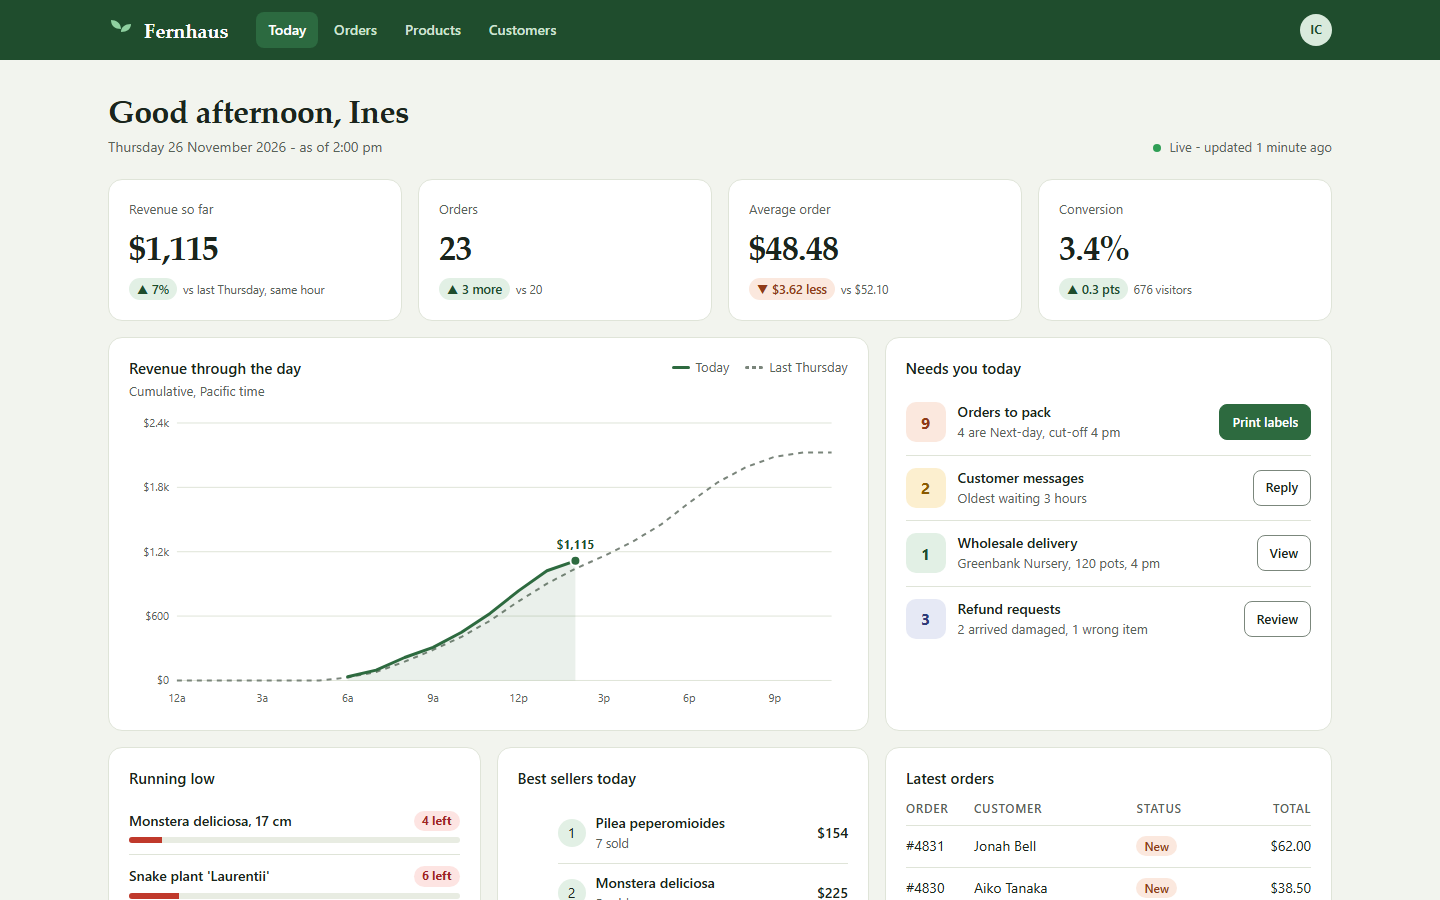 Fernhaus Today Orders Products Customers IC
Good afternoon, Ines
Thursday 26 November 2026 - as of 2:00 pm
Live - updated 1 minute ago
Revenue so far
$1,115
▲ 7% vs last Thursday, same hour
Orders
23
▲ 3 more vs 20
Average order
$48.48
▼ $3.62 less vs $52.10
Conversion
3.4%
▲ 0.3 pts 676 visitors
Revenue through the day
Today Last Thursday
Cumulative, Pacific time
$2.4k
$1.8k
$1.2k
$600
$0
$1,115
12a 3a 6a 9a 12p 3p 6p 9p
Needs you today
9 Orders to pack
4 are Next-day, cut-off 4 pm
Print labels
2 Customer messages
Oldest waiting 3 hours
Reply
1 Wholesale delivery
Greenbank Nursery, 120 pots, 4 pm
View
3 Refund requests
2 arrived damaged, 1 wrong item
Review
Running low
Monstera deliciosa, 17 cm 4 left
Snake plant 'Laurentii' 6 left
Best sellers today
1 Pilea peperomioides $154
7 sold
2 Monstera deliciosa $225
Latest orders
ORDER CUSTOMER STATUS TOTAL
#4831 Jonah Bell New $62.00
#4830 Aiko Tanaka New $38.50